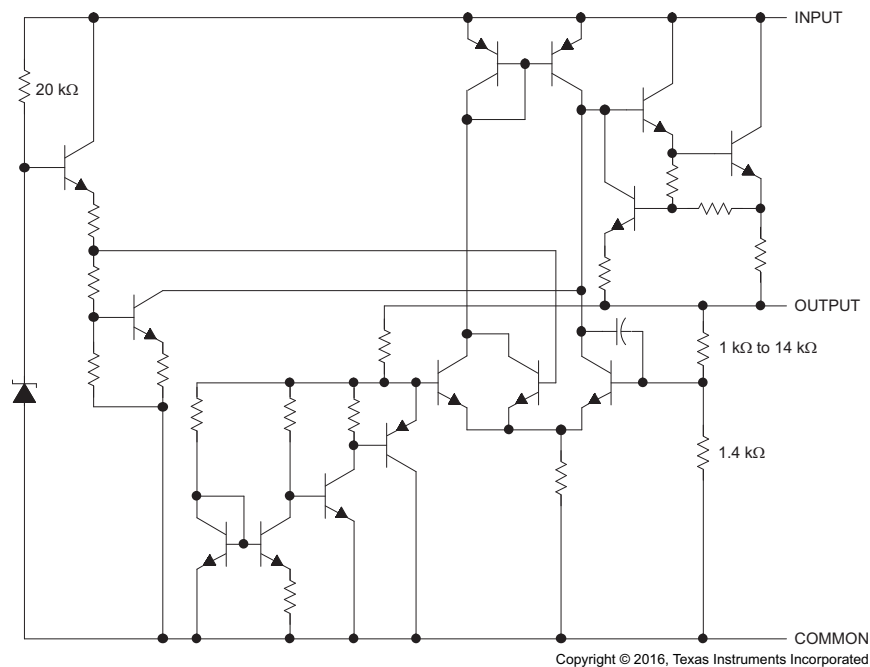 INPUT
20 kΩ
OUTPUT
1 kΩ to 14 kΩ
1.4 kΩ
COMMON
Copyright © 2016, Texas Instruments Incorporated